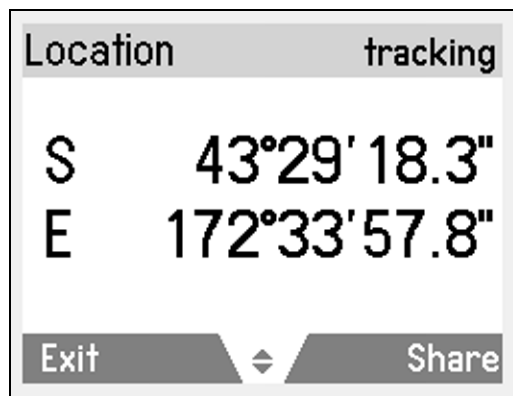 Location tracking
S 43°29'18.3"
E 172°33'57.8"
Exit Share